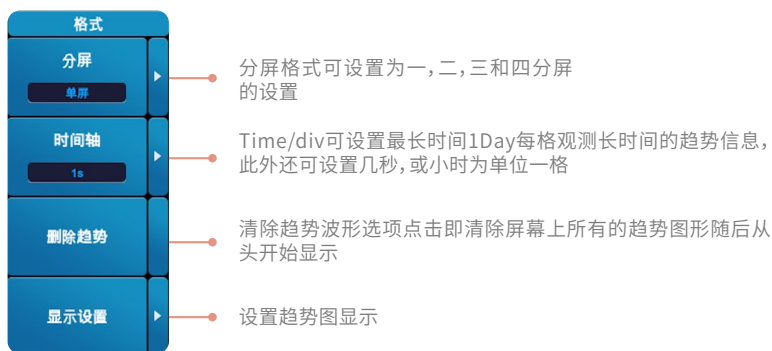 格式
分屏
单屏
分屏格式可设置为一，二，三和四分屏
的设置
时间轴
1s
Time/div可设置最长时间1Day每格观测长时间的趋势信息，
此外还可设置几秒，或小时为单位一格
删除趋势
清除趋势波形选项点击即清除屏幕上所有的趋势图形随后从
头开始显示
显示设置
设置趋势图显示